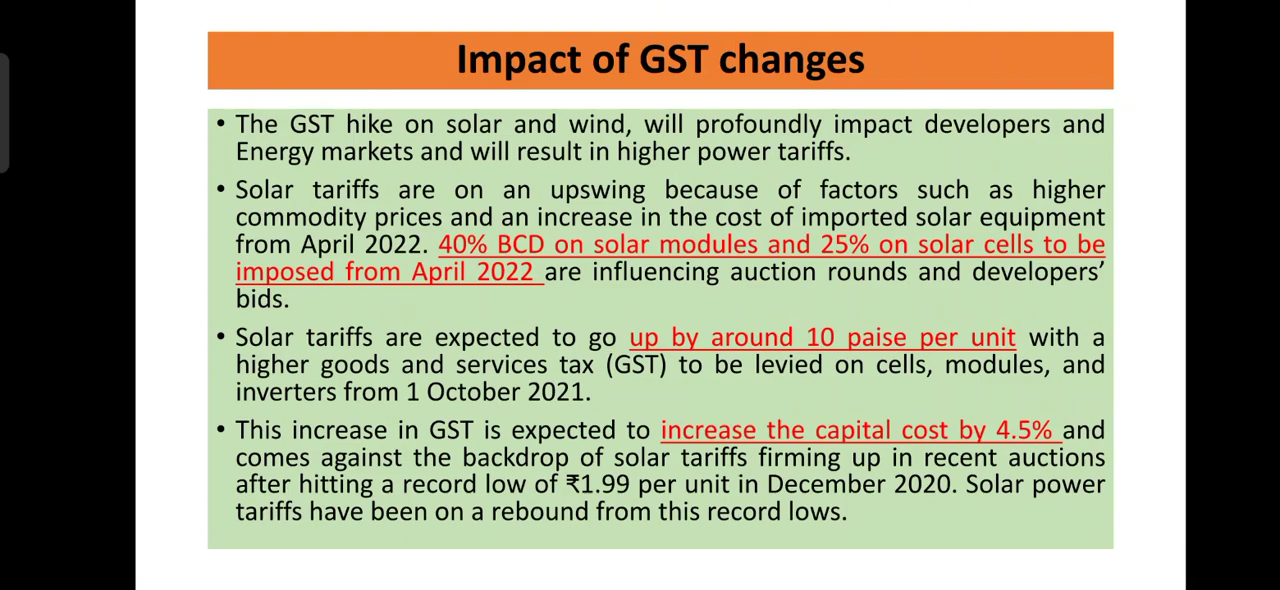 Impact of GST changes
• The GST hike on solar and wind, will profoundly impact developers and
Energy markets and will result in higher power tariffs.
• Solar tariffs are on an upswing because of factors such as higher
commodity prices and an increase in the cost of imported solar equipment
from April 2022. 40% BCD on solar modules and 25% on solar cells to be
imposed from April 2022 are influencing auction rounds and developers’
bids.
• Solar tariffs are expected to go up by around 10 paise per unit with a
higher goods and services tax (GST) to be levied on cells, modules, and
inverters from 1 October 2021.
• This increase in GST is expected to increase the capital cost by 4.5% and
comes against the backdrop of solar tariffs firming up in recent auctions
after hitting a record low of ₹1.99 per unit in December 2020. Solar power
tariffs have been on a rebound from this record lows.